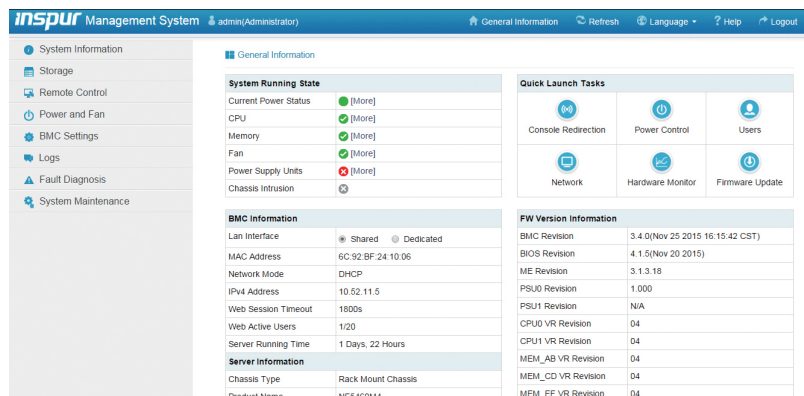 inspur Management System admin(Administrator) General Information Refresh Language Help Logout
System Information
Storage
Remote Control
Power and Fan
BMC Settings
Logs
Fault Diagnosis
System Maintenance
General Information
System Running State
Current Power Status [More]
CPU [More]
Memory [More]
Fan [More]
Power Supply Units [More]
Chassis Intrusion
Quick Launch Tasks
Console Redirection Power Control Users
Network Hardware Monitor Firmware Update
BMC Information
Lan Interface Shared Dedicated
MAC Address 6C:92:BF:24:10:06
Network Mode DHCP
IPv4 Address 10.52.11.5
Web Session Timeout 1800s
Web Active Users 1/20
Server Running Time 1 Days, 22 Hours
Server Information
Chassis Type Rack Mount Chassis
Product Name NF5460M4
FW Version Information
BMC Revision 3.4.0(Nov 25 2015 16:15:42 CST)
BIOS Revision 4.1.5(Nov 20 2015)
ME Revision 3.1.3.18
PSU0 Revision 1.000
PSU1 Revision N/A
CPU0 VR Revision 04
CPU1 VR Revision 04
MEM_AB VR Revision 04
MEM_CD VR Revision 04
MEM_EF VR Revision 04